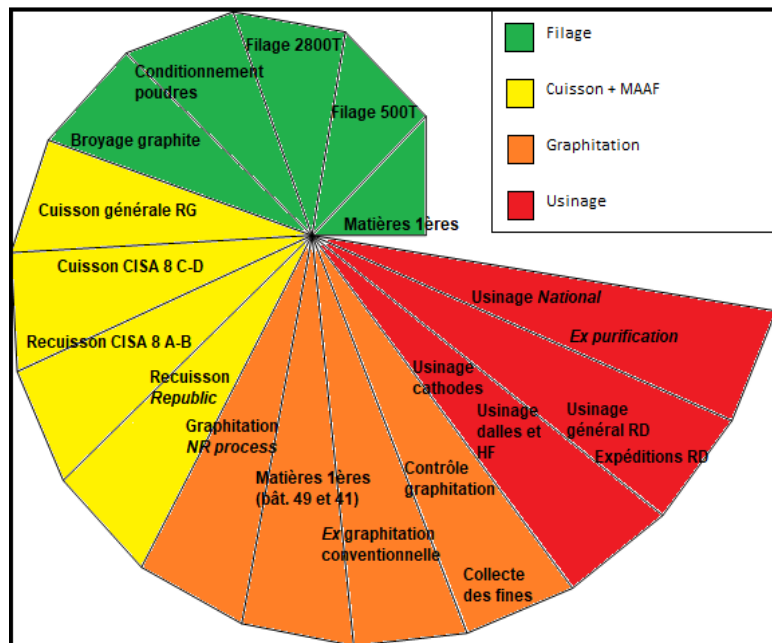 Filage 2800T
Conditionnement
poudres
Filage 500T
Broyage graphite
Matières 1ères
Cuisson générale RG
Cuisson CISA 8 C-D
Recuisson CISA 8 A-B
Recuisson
Republic
Graphitation
NR process
Matières 1ères
(bât. 49 et 41)
Ex graphitation
conventionnelle
Contrôle
graphitation
Collecte
des fines
Usinage
cathodes
Usinage
dalles et
HF
Usinage
général RD
Expéditions RD
Ex purification
Usinage National
Filage
Cuisson + MAAF
Graphitation
Usinage